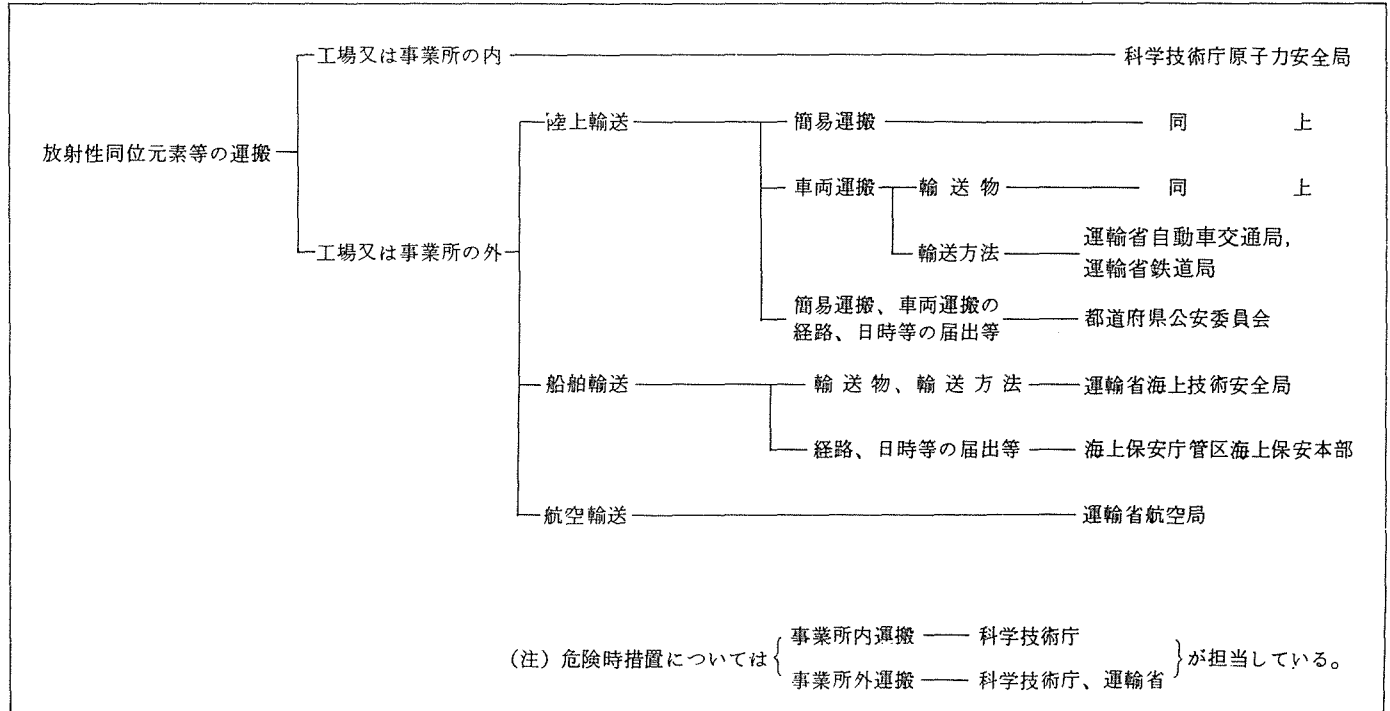 工場又は事業所の内 科学技術庁原子力安全局
陸上輸送 簡易運搬 同 上
放射性同位元素等の運搬
車両運搬 輸送物 同 上
工場又は事業所の外 輸送方法 運輸省自動車交通局,
運輸省鉄道局
簡易運搬、車両運搬の
経路、日時等の届出等 都道府県公安委員会
船舶輸送 輸送物、輸送方法 運輸省海上技術安全局
経路、日時等の届出等 海上保安庁管区海上保安本部
航空輸送 運輸省航空局
(注) 危険時措置については{事業所内運搬 ── 科学技術庁
事業所外運搬 ── 科学技術庁、運輸省}が担当している。